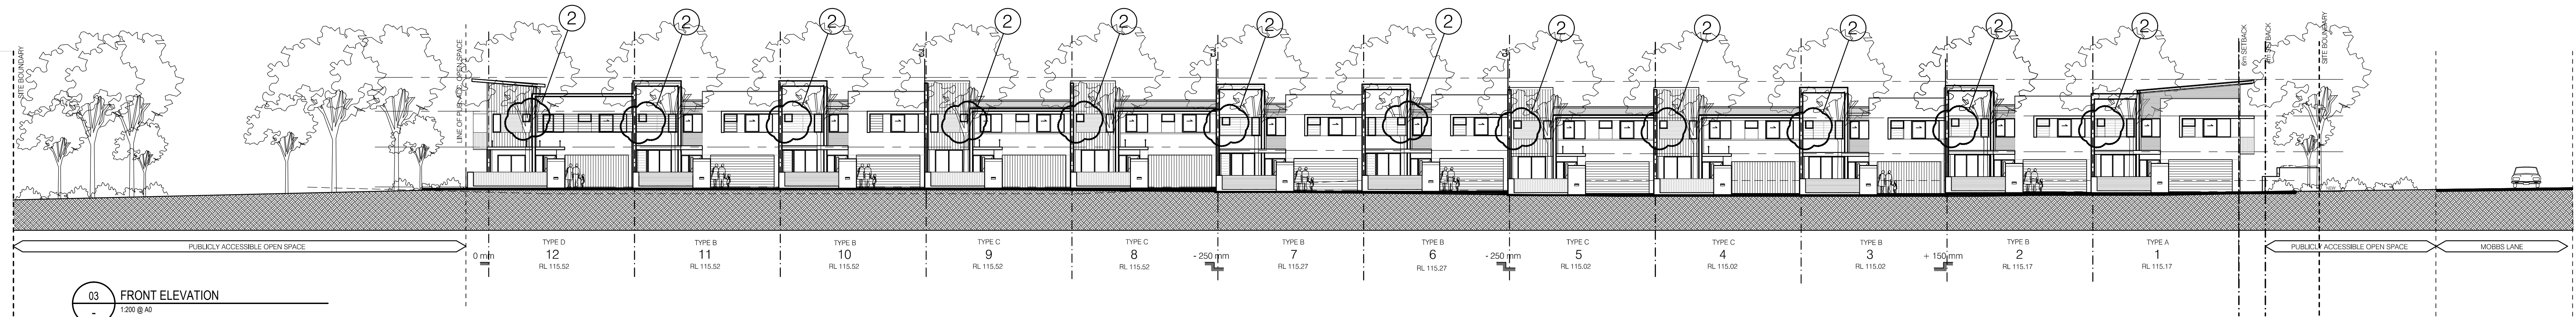 2 2 2 2 2 2 2 2 2 2 2 2
SITE BOUNDARY
LINE OF PUBLIC OPEN SPACE
6m SETBACK
SITE BOUNDARY
PUBLICLY ACCESSIBLE OPEN SPACE
0 mm
TYPE D
12
RL 115.52
TYPE B
11
RL 115.52
TYPE B
10
RL 115.52
TYPE C
9
RL 115.52
TYPE C
8
RL 115.52
- 250 mm
TYPE B
7
RL 115.27
TYPE B
6
RL 115.27
- 250 mm
TYPE C
5
RL 115.02
TYPE C
4
RL 115.02
TYPE B
3
RL 115.02
+ 150 mm
TYPE B
2
RL 115.17
TYPE A
1
RL 115.17
PUBLICLY ACCESSIBLE OPEN SPACE
MOBBS LANE
03
FRONT ELEVATION
-
1:200 @ A0